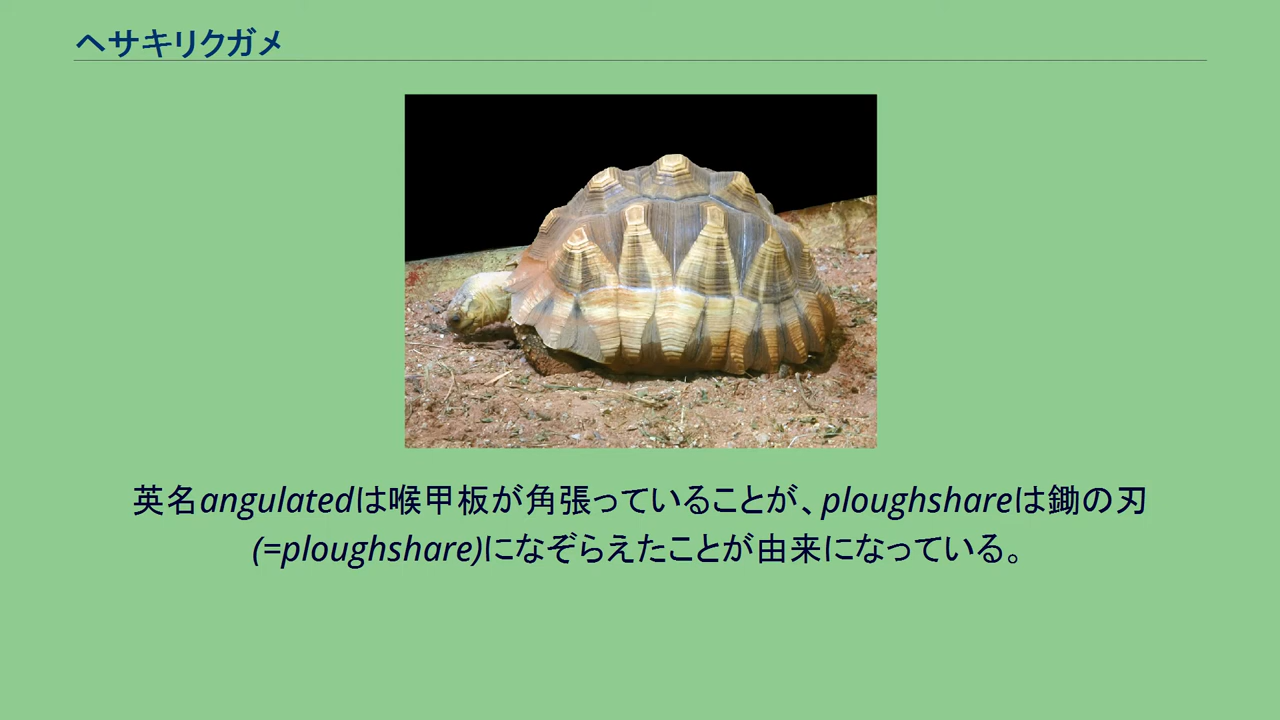 ヘサキリクガメ
英名angulatedは喉甲板が角張っていることが、ploughshareは鋤の刃
(=ploughshare)になぞらえたことが由来になっている。